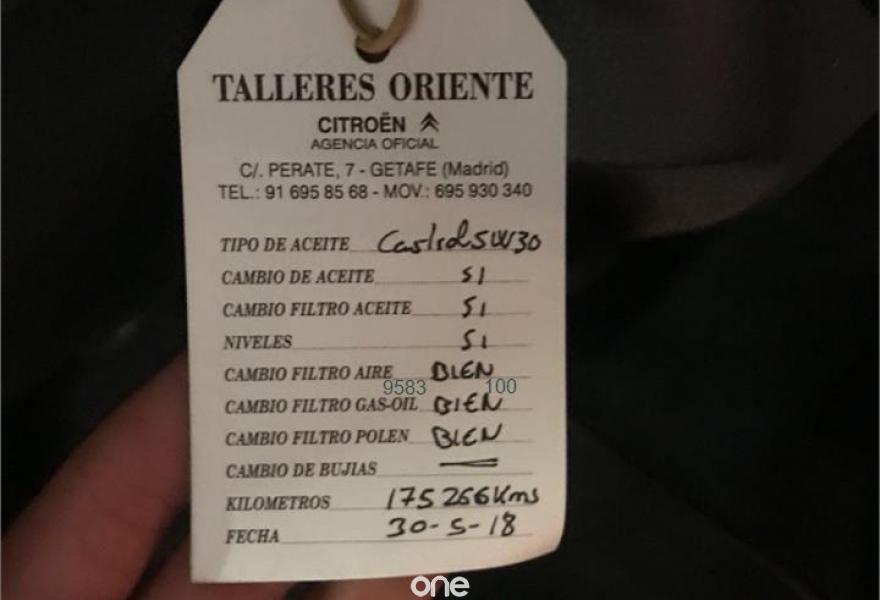 TALLERES ORIENTE
CITROËN
AGENCIA OFICIAL
C/. PERATE, 7 - GETAFE (Madrid)
TEL.: 91 695 85 68 - MOV.: 695 930 340
TIPO DE ACEITE Castrol 5W30
CAMBIO DE ACEITE SI
CAMBIO FILTRO ACEITE SI
NIVELES SI
CAMBIO FILTRO AIRE BIEN
9583 100
CAMBIO FILTRO GAS-OIL BIEN
CAMBIO FILTRO POLEN BIEN
CAMBIO DE BUJIAS —
KILOMETROS 175266 Kms
FECHA 30-5-18
one